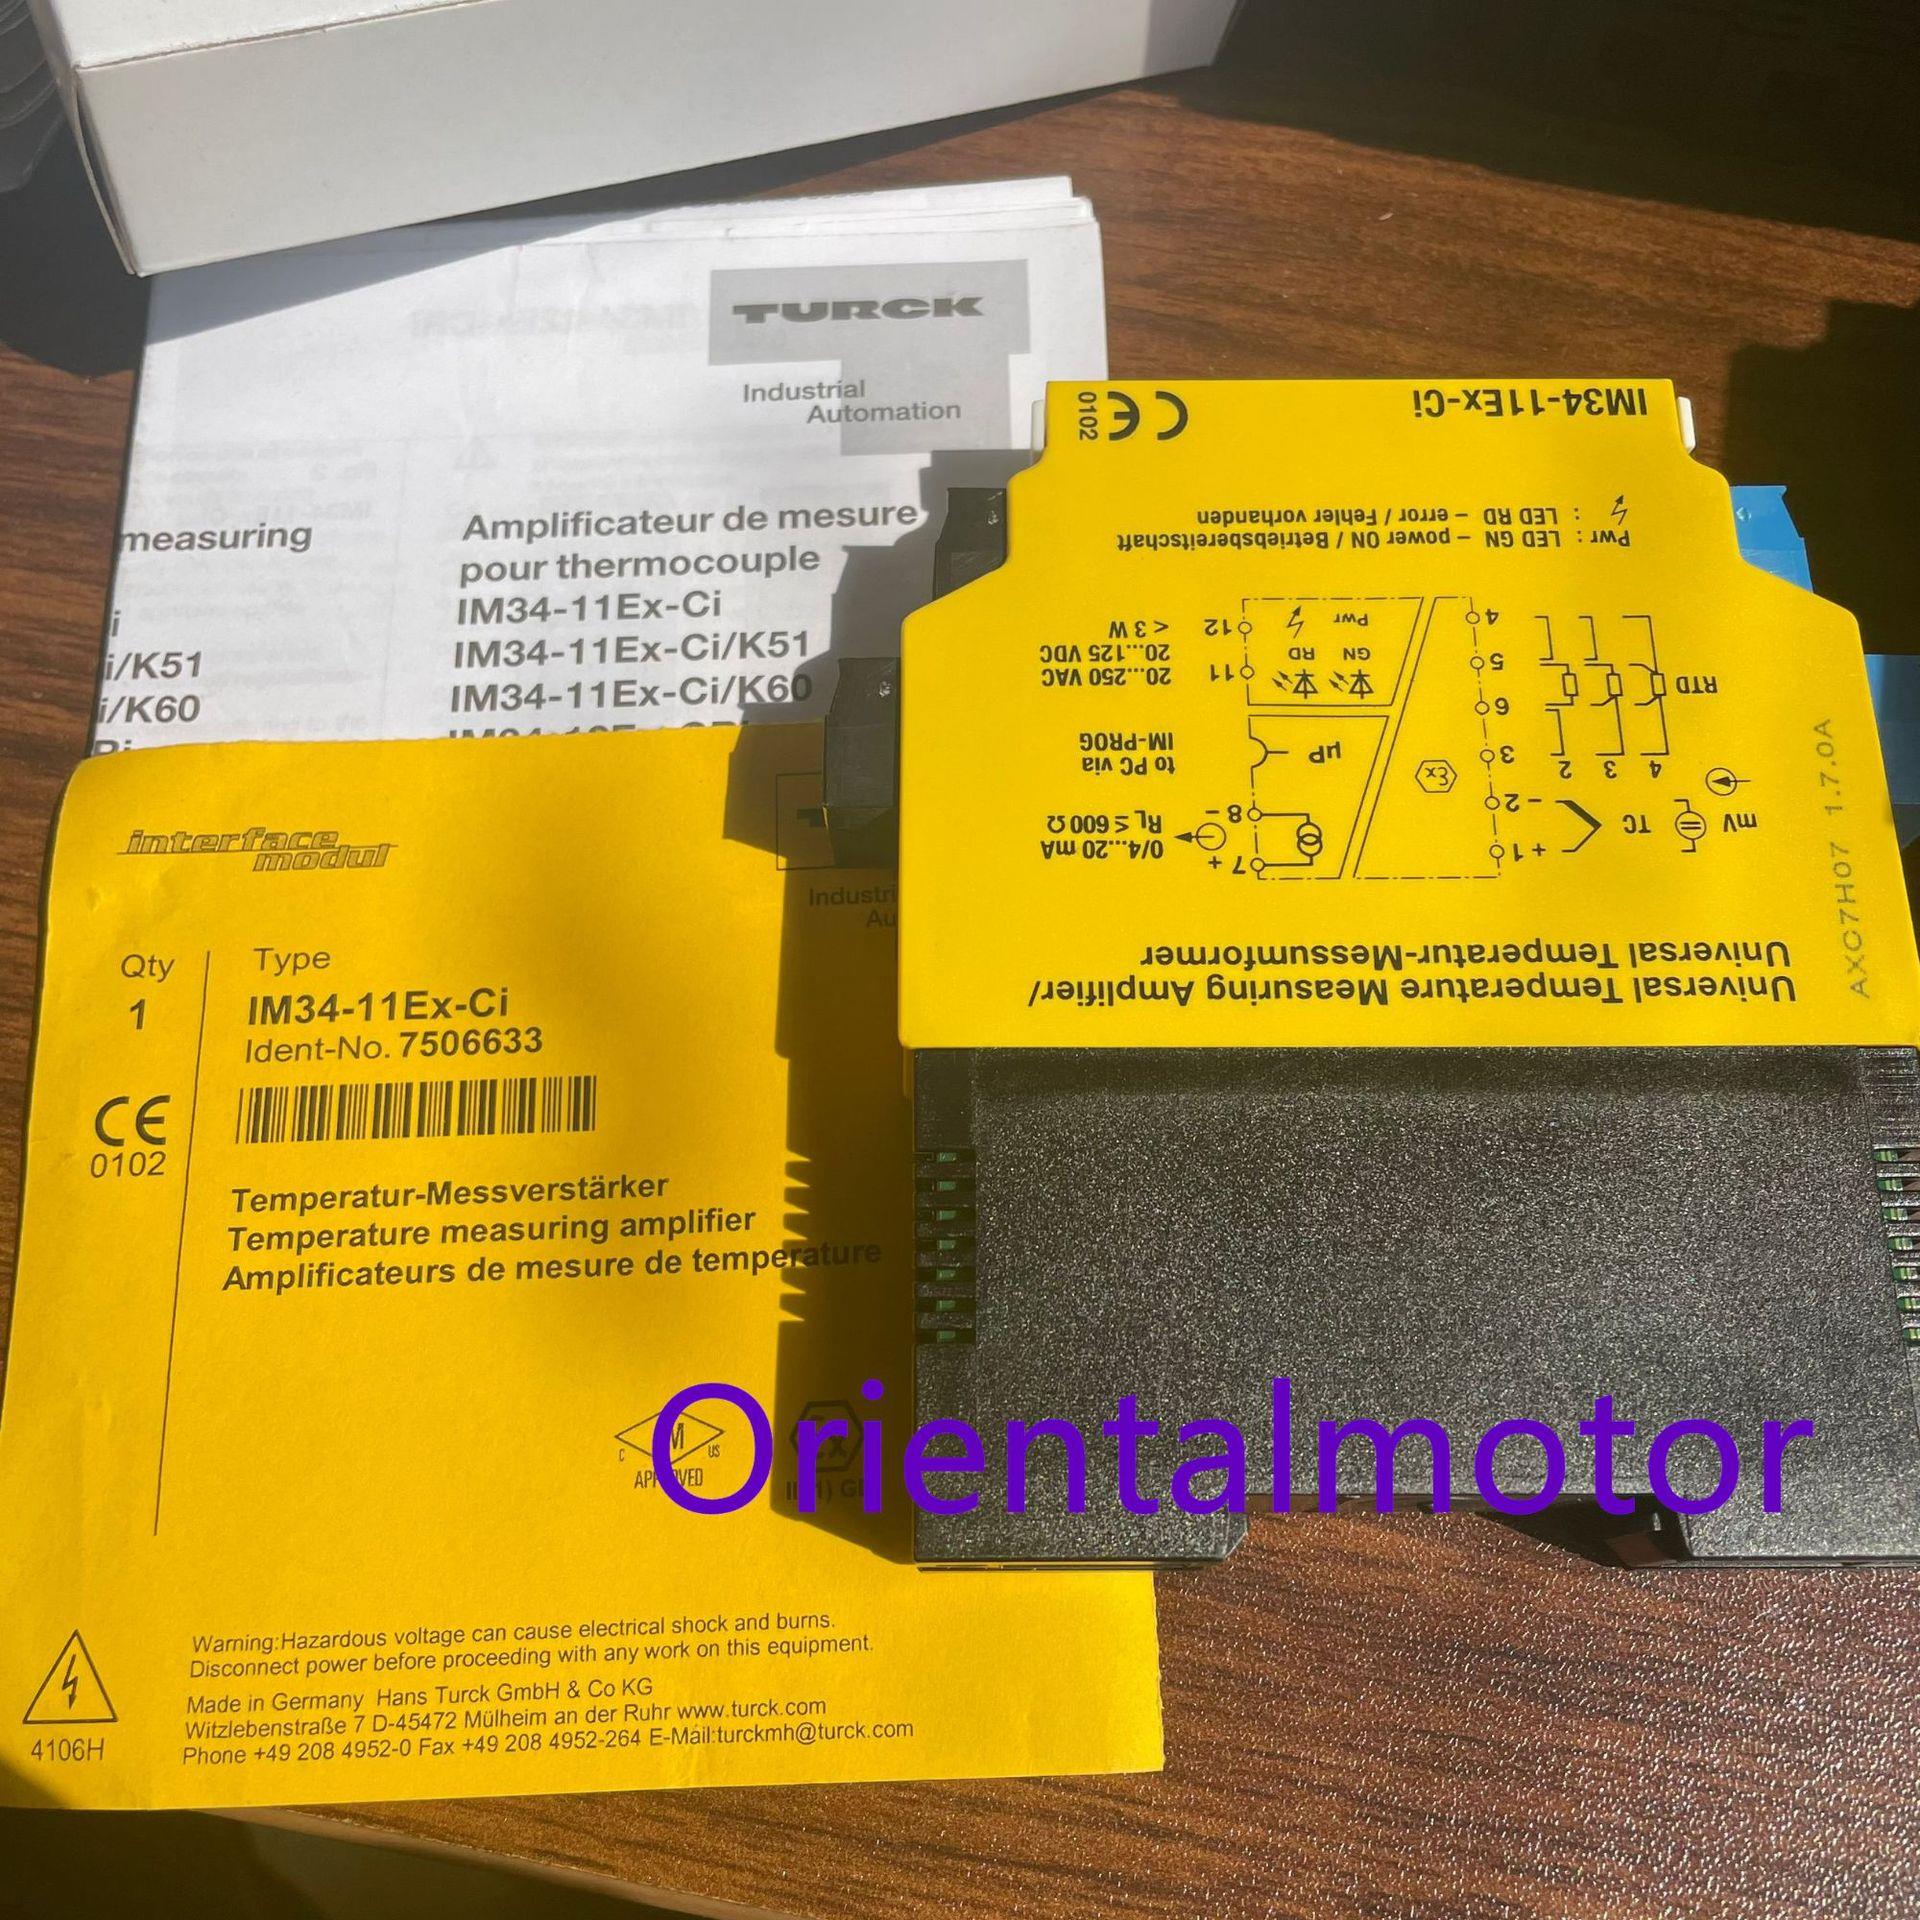 TURCK
Industrial
Automation
measuring
Amplificateur de mesure
pour thermocouple
IM34-11Ex-Ci
i
IM34-11Ex-Ci/K51
i/K51
IM34-11Ex-Ci/K60
i/K60
interface
modul
Industri
Au
Qty
Type
1
IM34-11Ex-Ci
Ident-No. 7506633
CE
0102
Temperatur-Messverstärker
Temperature measuring amplifier
Amplificateurs de mesure de temperature
C
US
APPROVED
Warning:Hazardous voltage can cause electrical shock and burns.
Disconnect power before proceeding with any work on this equipment.
Made in Germany Hans Turck GmbH & Co KG
Witzlebenstraße 7 D-45472 Mülheim an der Ruhr www.turck.com
Phone +49 208 4952-0 Fax +49 208 4952-264 E-Mail:turckmh@turck.com
4106H
Universal Temperature Measuring Amplifier/
Universal Temperatur-Messumformer
AXC7H07 1.7.0A
mV
TC
+ 1
- 2
3
6
5
4
RTD
4 3 2
Ex
7 +
8 -
0/4...20 mA
RL ≤ 600 Ω
µP
to PC via
IM-PROG
11
12
GN RD
Pwr
20...250 VAC
20...125 VDC
< 3 W
Pwr : LED GN – power ON / Betriebsbereitschaft
: LED RD – error / Fehler vorhanden
IM34-11Ex-Ci
CE 0102
Orientalmotor